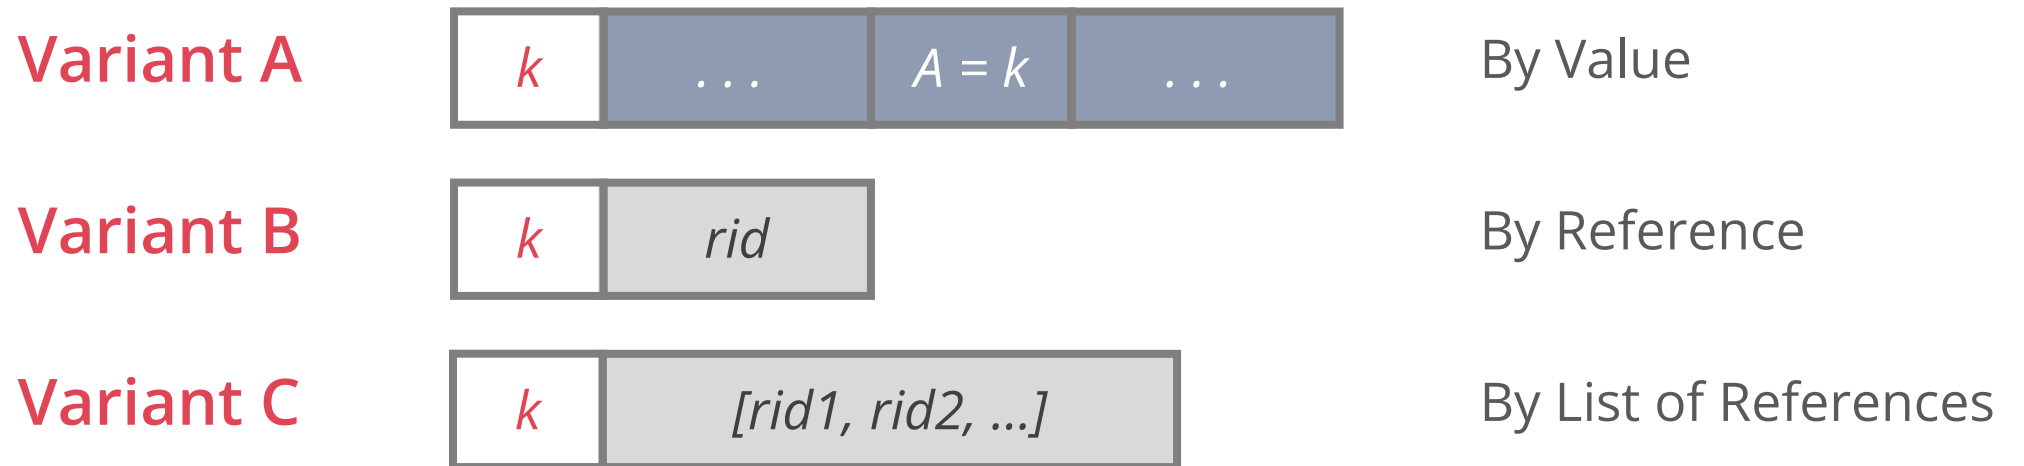 Variant A k . . . A = k . . . By Value
Variant B k rid By Reference
Variant C k [rid1, rid2, ...] By List of References